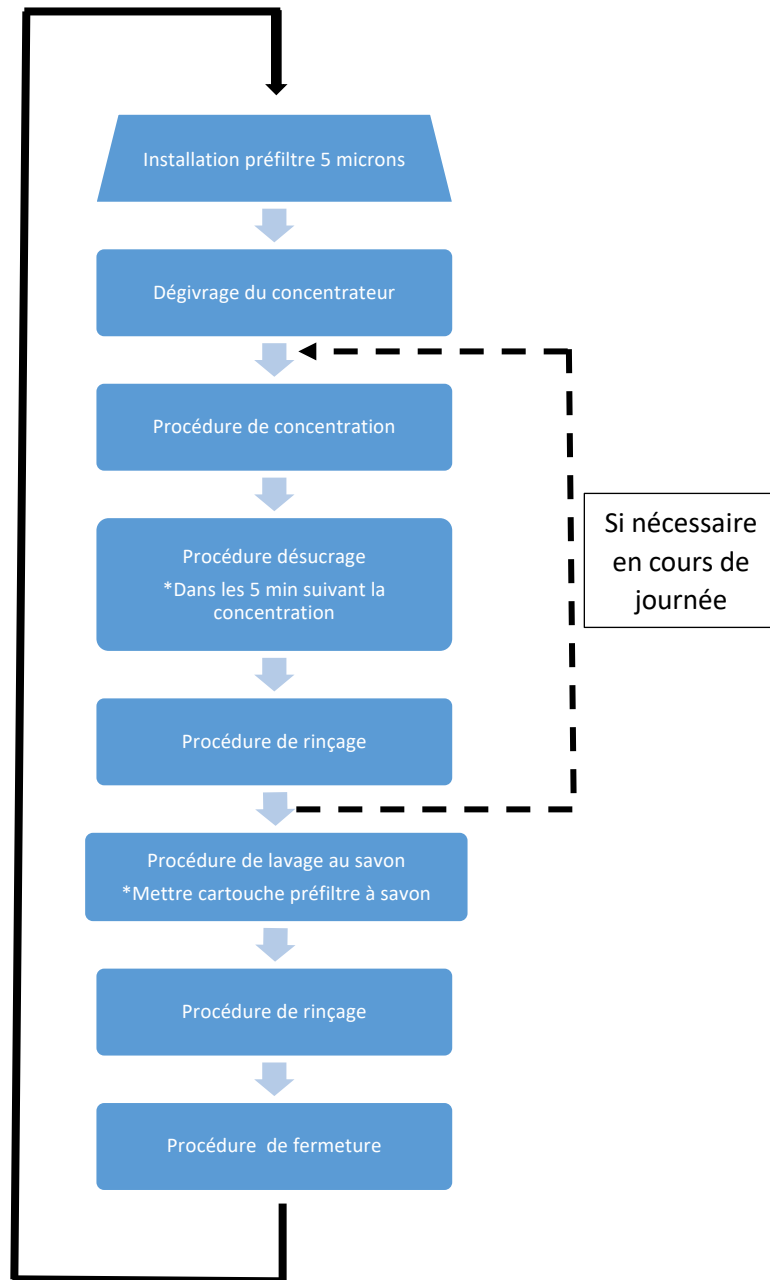 Installation préfiltre 5 microns
Dégivrage du concentrateur
Procédure de concentration
Procédure désucrage
*Dans les 5 min suivant la
concentration
Si nécessaire
en cours de
journée
Procédure de rinçage
Procédure de lavage au savon
*Mettre cartouche préfiltre à savon
Procédure de rinçage
Procédure  de fermeture